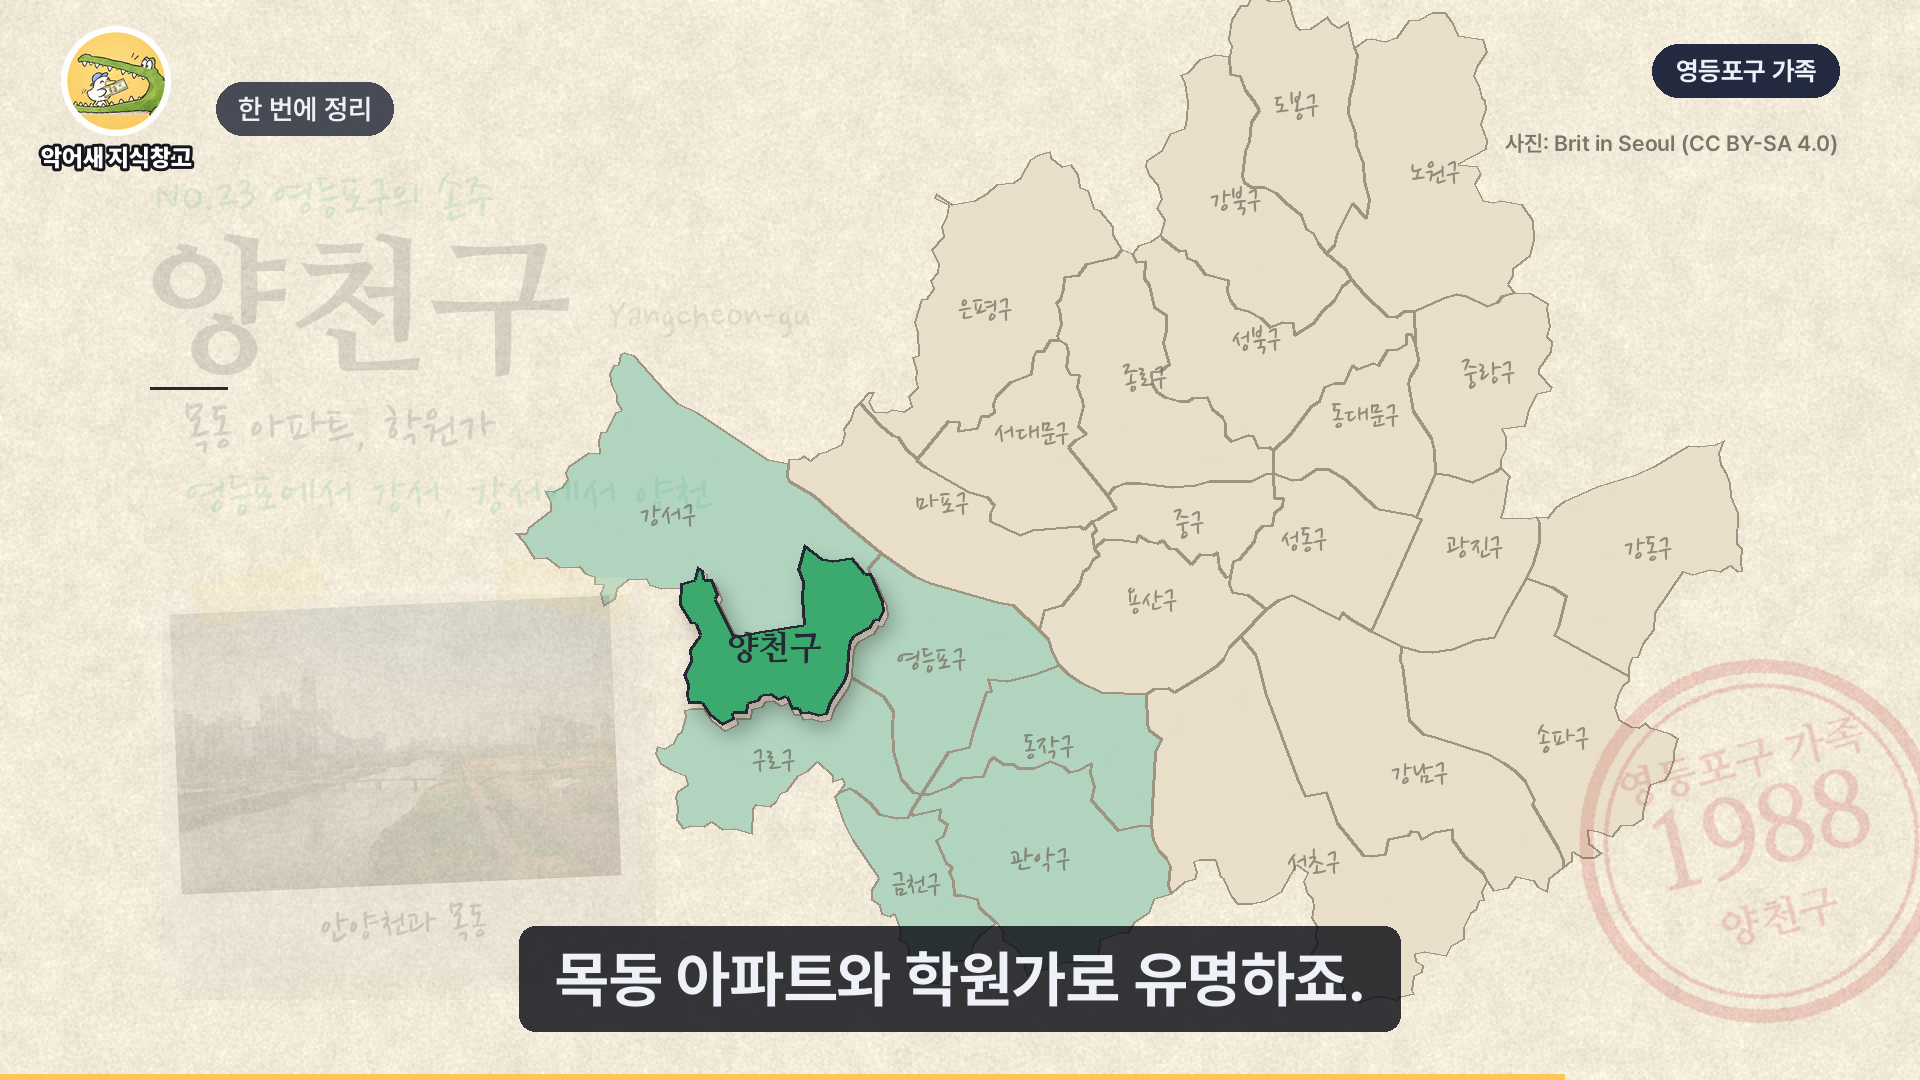 악어새 지식창고
한 번에 정리
영등포구 가족
사진: Brit in Seoul (CC BY-SA 4.0)
NO.23 영등포구의 손주
양천구
Yangcheon-gu
목동 아파트, 학원가
영등포에서 강서, 강서에서 양천
안양천과 목동
도봉구
노원구
강북구
은평구
성북구
종로구
중랑구
동대문구
서대문구
마포구
중구
성동구
광진구
강동구
강서구
용산구
양천구
영등포구
동작구
구로구
송파구
강남구
관악구
서초구
금천구
영등포구 가족
1988
양천구
목동 아파트와 학원가로 유명하죠.